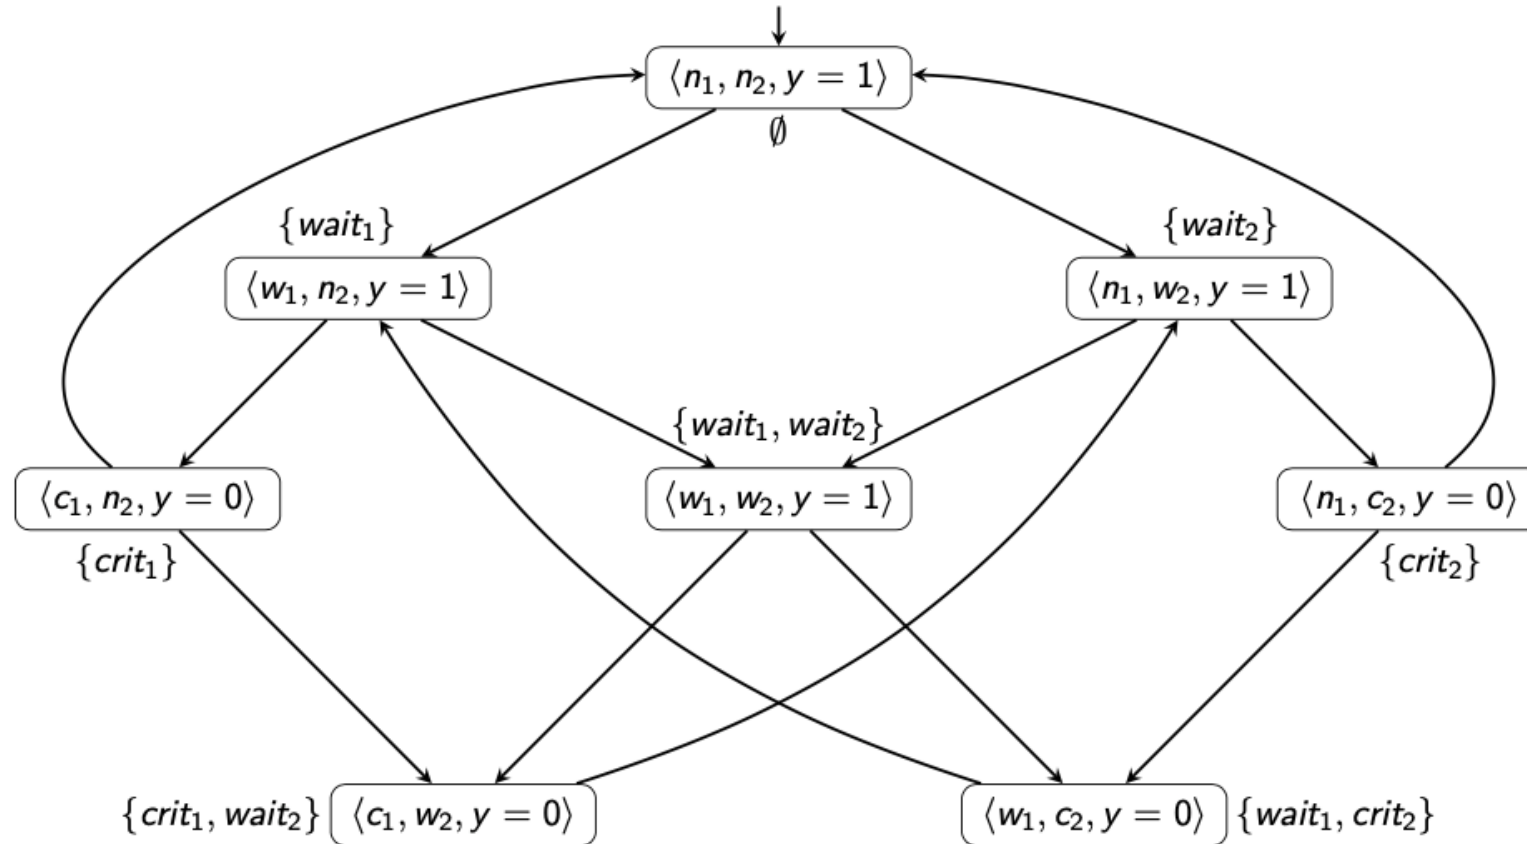 ⟨n₁, n₂, y = 1⟩
∅
{wait₁}
{wait₂}
⟨w₁, n₂, y = 1⟩
⟨n₁, w₂, y = 1⟩
{wait₁, wait₂}
⟨c₁, n₂, y = 0⟩
⟨w₁, w₂, y = 1⟩
⟨n₁, c₂, y = 0⟩
{crit₁}
{crit₂}
{crit₁, wait₂}
⟨c₁, w₂, y = 0⟩
⟨w₁, c₂, y = 0⟩
{wait₁, crit₂}